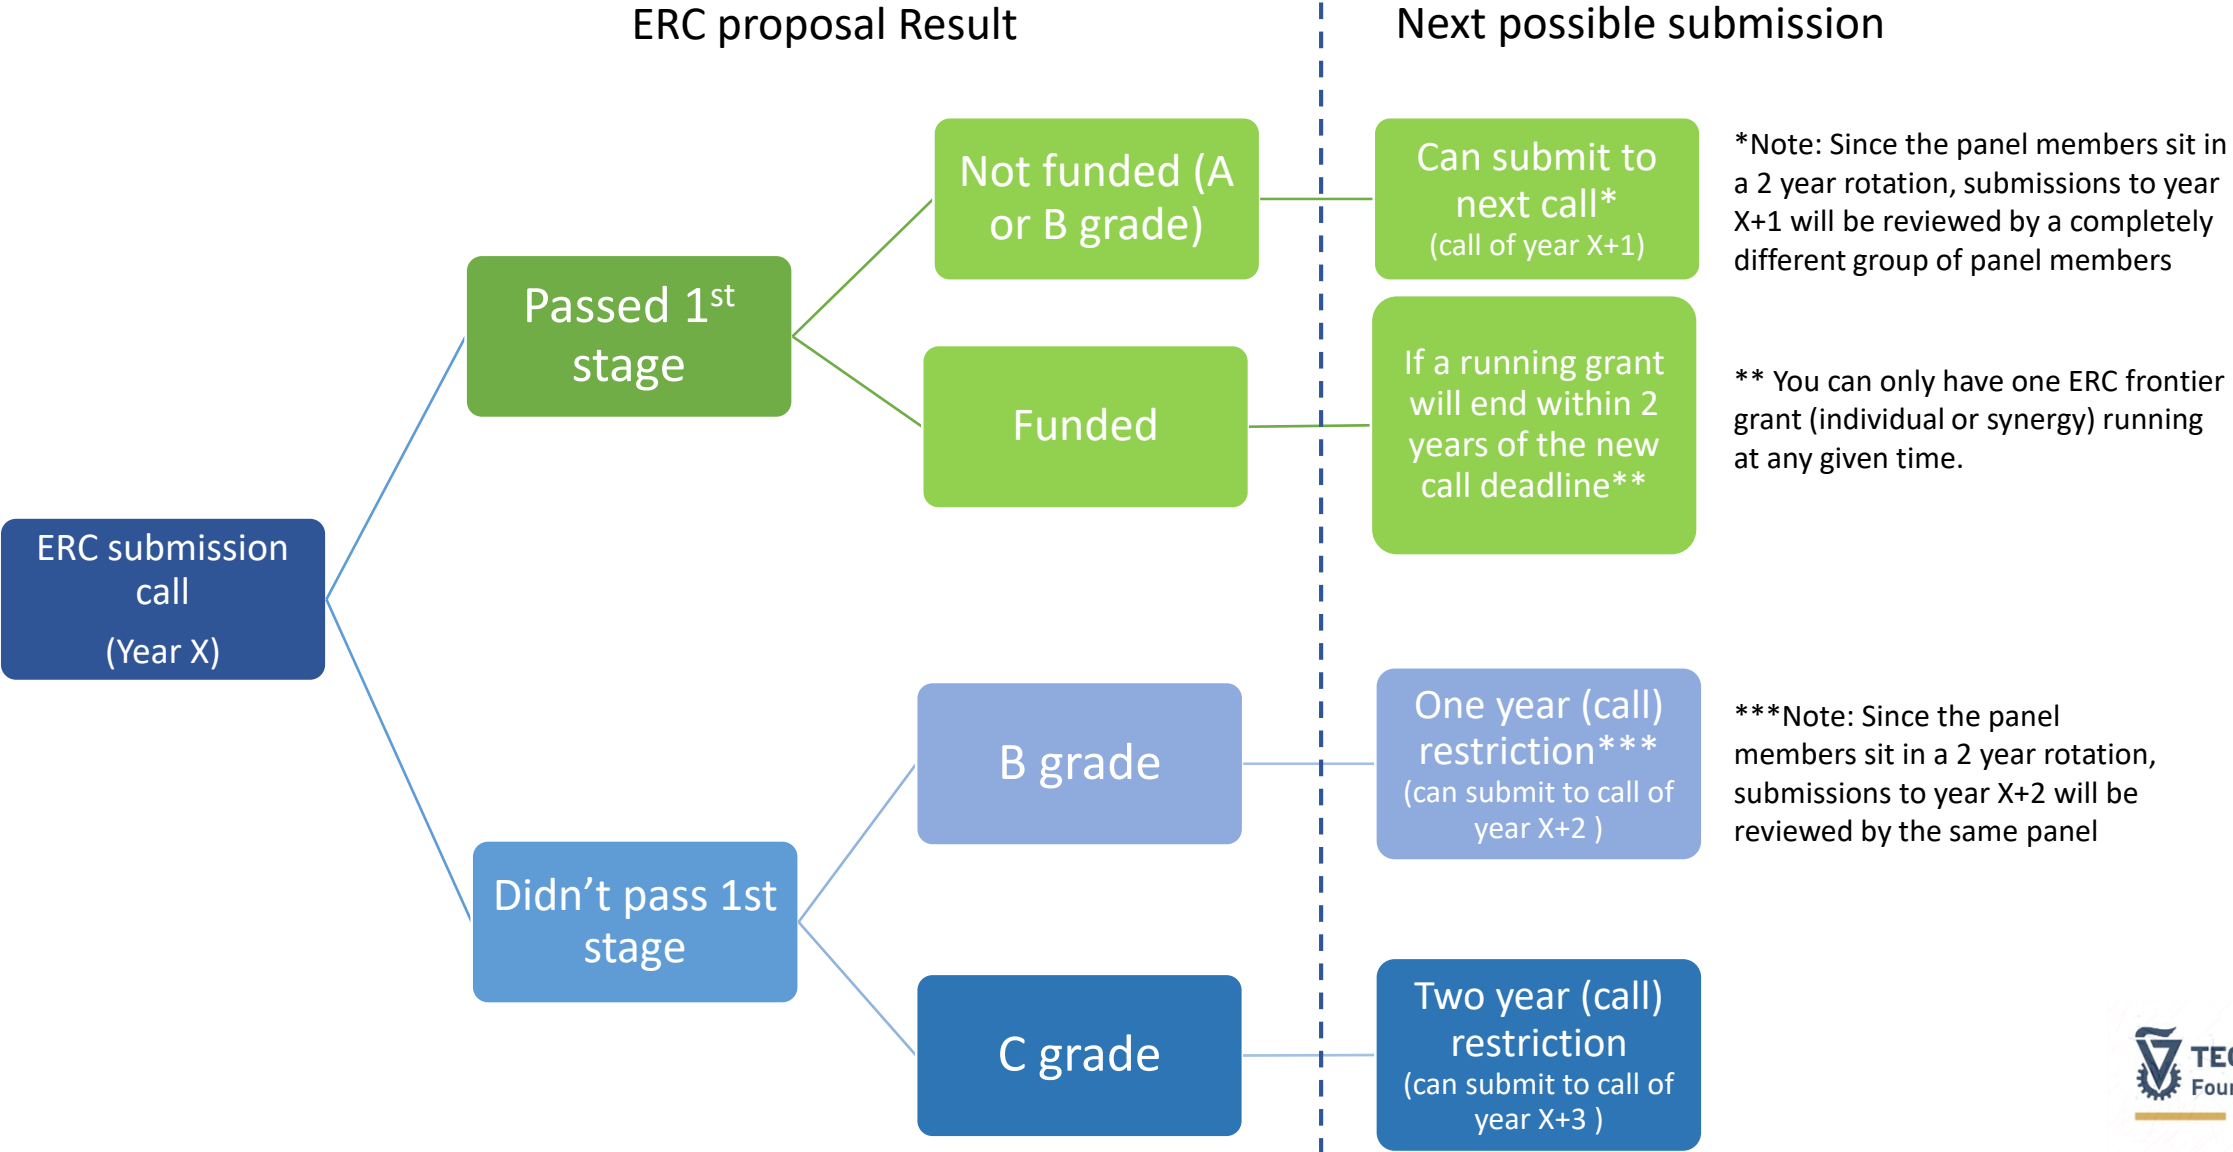 ERC proposal Result
Next possible submission
Not funded (A
or B grade)
Can submit to
next call*
(call of year X+1)
*Note: Since the panel members sit in
a 2 year rotation, submissions to year
X+1 will be reviewed by a completely
different group of panel members
Passed 1st
stage
Funded
If a running grant
will end within 2
years of the new
call deadline**
** You can only have one ERC frontier
grant (individual or synergy) running
at any given time.
ERC submission
call
(Year X)
B grade
One year (call)
restriction***
(can submit to call of
year X+2 )
***Note: Since the panel
members sit in a 2 year rotation,
submissions to year X+2 will be
reviewed by the same panel
Didn’t pass 1st
stage
C grade
Two year (call)
restriction
(can submit to call of
year X+3 )